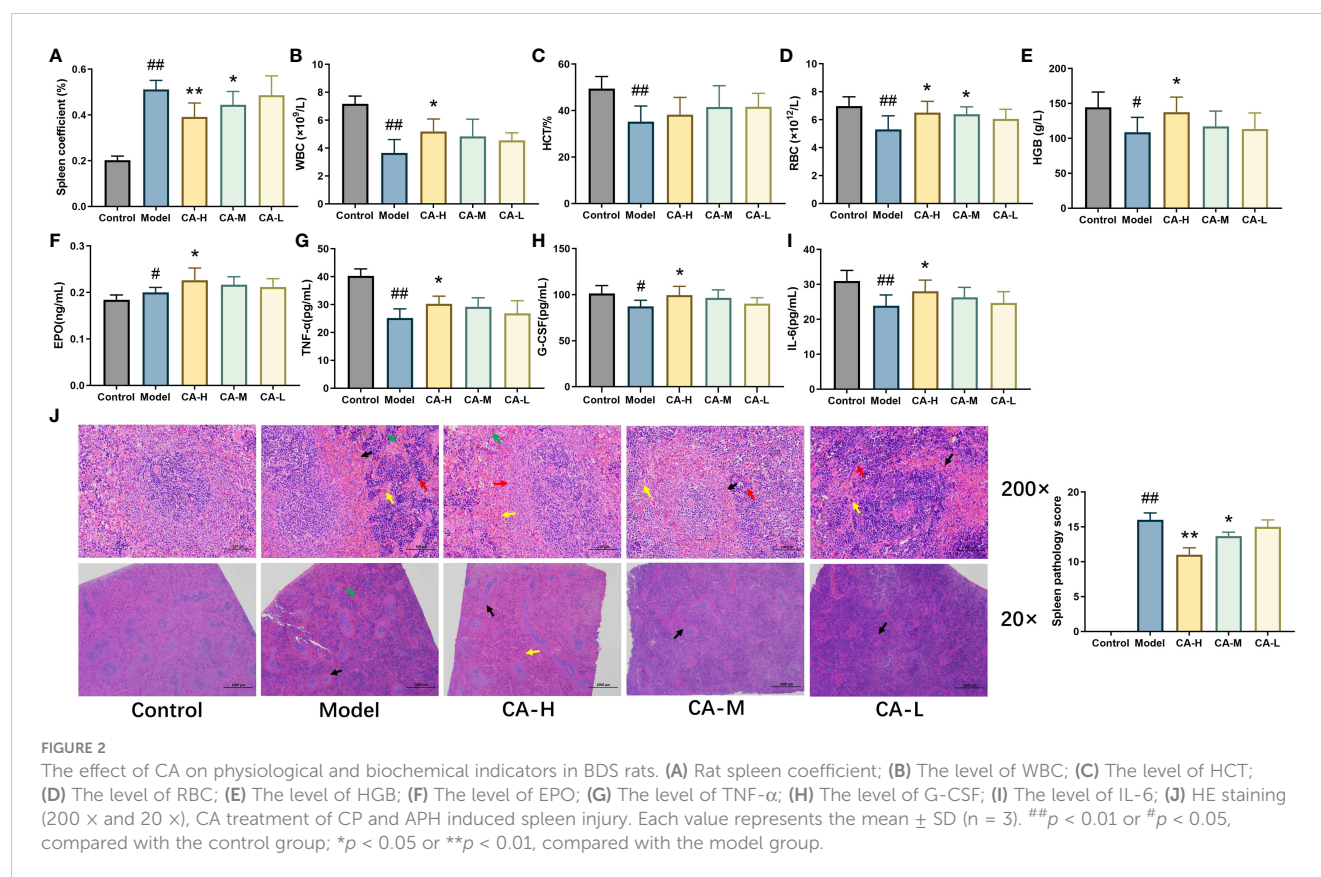 A
##
**
*
Spleen coefficient (%)
0.6
0.4
0.2
0.0
Control Model CA-H CA-M CA-L
B
##
*
WBC (×10⁹/L)
10
8
6
4
2
0
Control Model CA-H CA-M CA-L
C
##
HCT/%
60
40
20
0
Control Model CA-H CA-M CA-L
D
##
*
*
RBC (×10¹²/L)
10
8
6
4
2
0
Control Model CA-H CA-M CA-L
E
#
*
HGB (g/L)
200
150
100
50
0
Control Model CA-H CA-M CA-L
F
#
*
EPO(ng/mL)
0.3
0.2
0.1
0.0
Control Model CA-H CA-M CA-L
G
##
*
TNF-α(pg/mL)
50
40
30
20
10
0
Control Model CA-H CA-M CA-L
H
#
*
G-CSF(pg/mL)
150
100
50
0
Control Model CA-H CA-M CA-L
I
##
*
IL-6(pg/mL)
40
30
20
10
0
Control Model CA-H CA-M CA-L
J
200×
20×
Control Model CA-H CA-M CA-L
##
**
*
Spleen pathology score
20
15
10
5
0
Control Model CA-H CA-M CA-L
FIGURE 2
The effect of CA on physiological and biochemical indicators in BDS rats. (A) Rat spleen coefficient; (B) The level of WBC; (C) The level of HCT;
(D) The level of RBC; (E) The level of HGB; (F) The level of EPO; (G) The level of TNF-α; (H) The level of G-CSF; (I) The level of IL-6; (J) HE staining
(200 × and 20 ×), CA treatment of CP and APH induced spleen injury. Each value represents the mean ± SD (n = 3). ##p < 0.01 or #p < 0.05,
compared with the control group; *p < 0.05 or **p < 0.01, compared with the model group.